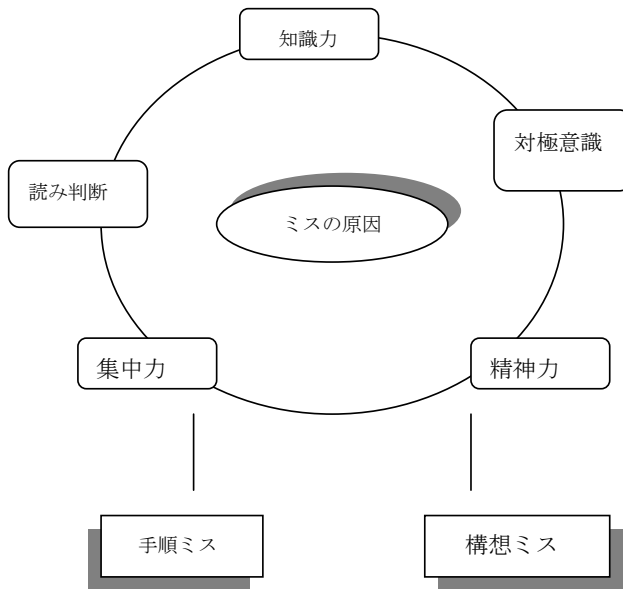 知識力
対極意識
読み判断
ミスの原因
集中力
精神力
手順ミス
構想ミス